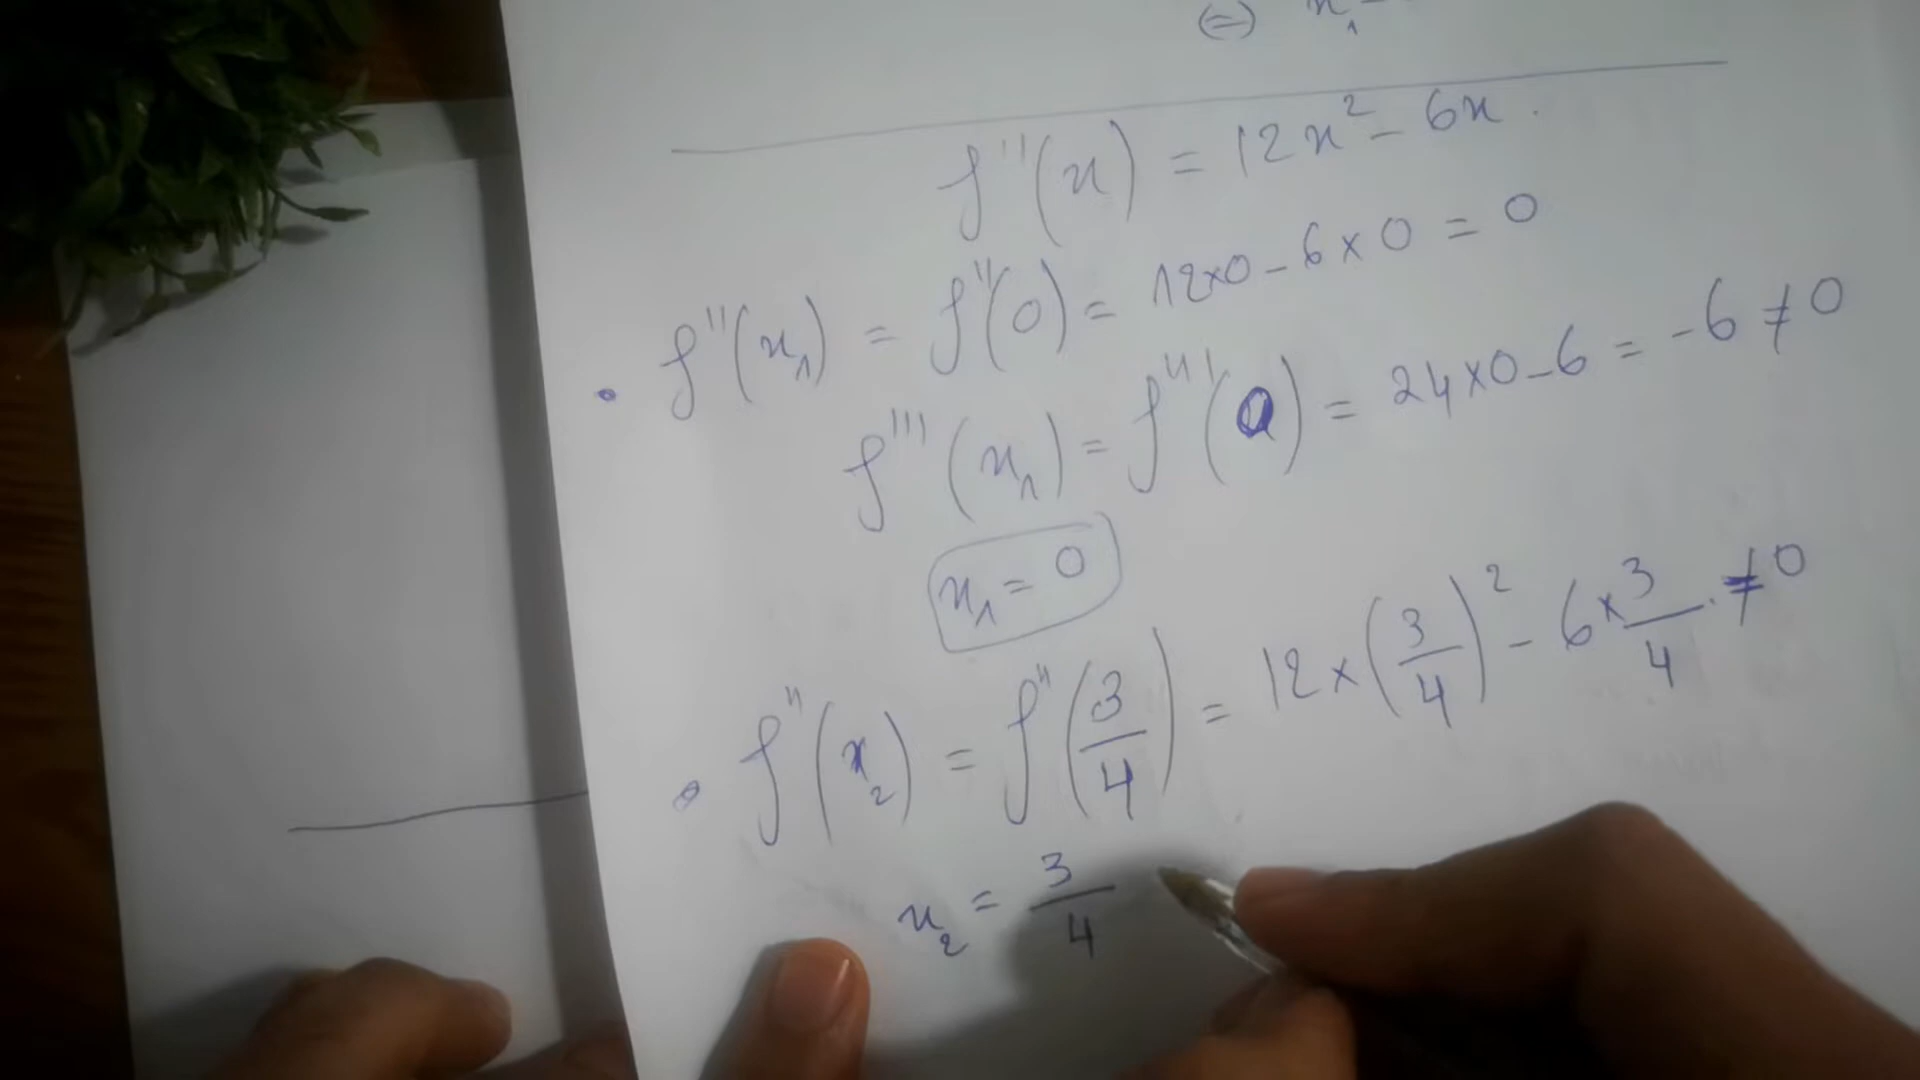 (=) x₁
f''(x) = 12x² - 6x.
• f''(x₁) = f''(0) = 12×0 - 6×0 = 0
f'''(x₁) = f'''(0) = 24×0 - 6 = -6 ≠ 0
x₁ = 0
• f''(x₂) = f''(3/4) = 12×(3/4)² - 6×3/4 . ≠ 0
x₂ = 3/4